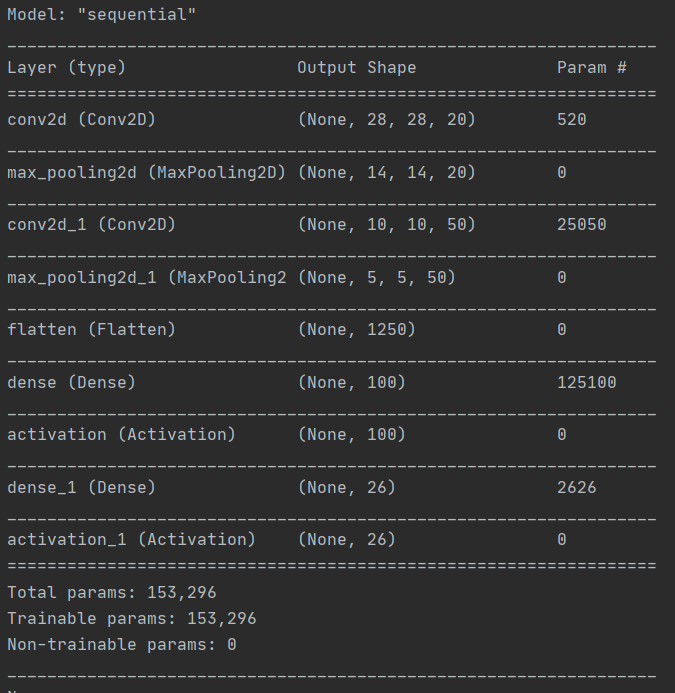 Model: "sequential"
_________________________________________________________________
Layer (type)                 Output Shape              Param #
=================================================================
conv2d (Conv2D)              (None, 28, 28, 20)        520
_________________________________________________________________
max_pooling2d (MaxPooling2D) (None, 14, 14, 20)        0
_________________________________________________________________
conv2d_1 (Conv2D)            (None, 10, 10, 50)        25050
_________________________________________________________________
max_pooling2d_1 (MaxPooling2 (None, 5, 5, 50)          0
_________________________________________________________________
flatten (Flatten)            (None, 1250)              0
_________________________________________________________________
dense (Dense)                (None, 100)               125100
_________________________________________________________________
activation (Activation)      (None, 100)               0
_________________________________________________________________
dense_1 (Dense)              (None, 26)                2626
_________________________________________________________________
activation_1 (Activation)    (None, 26)                0
=================================================================
Total params: 153,296
Trainable params: 153,296
Non-trainable params: 0
_________________________________________________________________